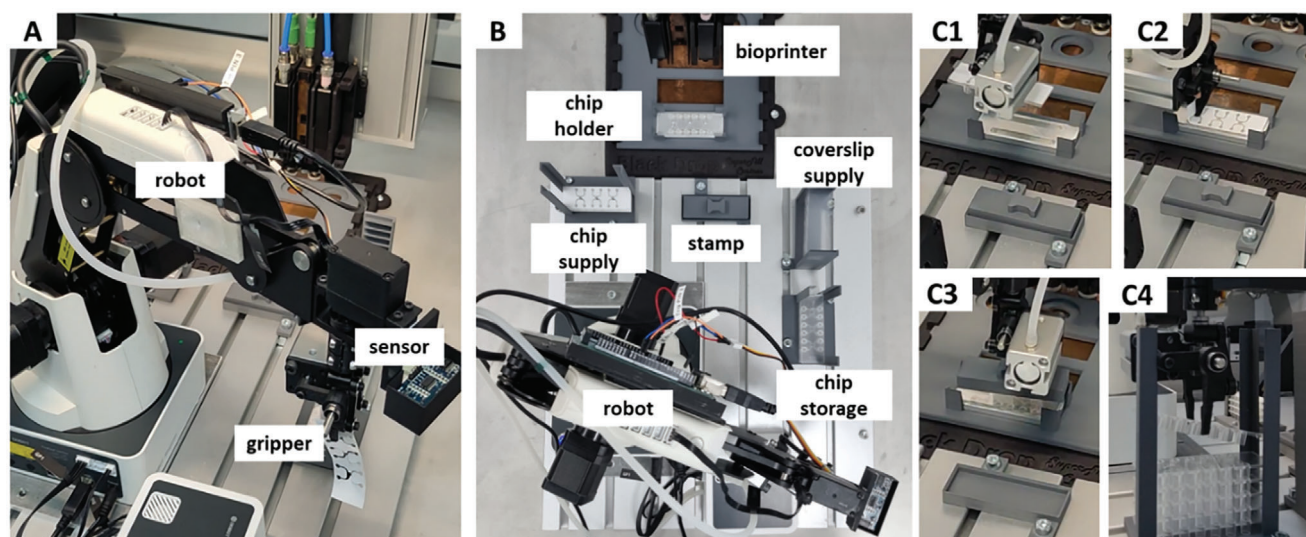 A
robot
sensor
gripper
B
bioprinter
chip
holder
coverslip
supply
chip
supply
stamp
robot
chip
storage
C1
C2
C3
C4